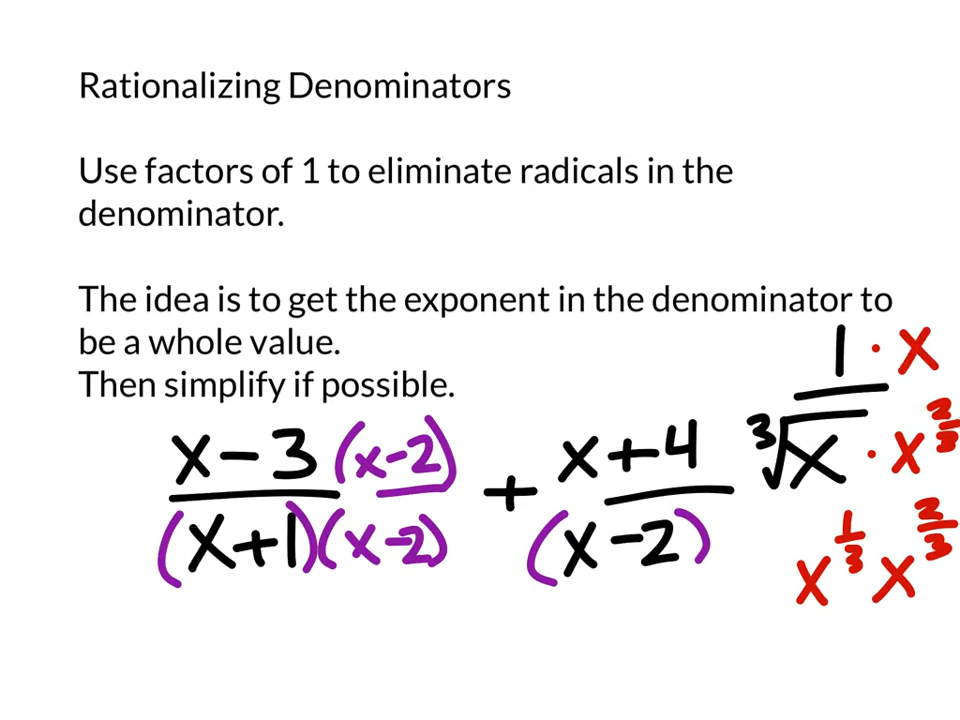 Rationalizing Denominators
Use factors of 1 to eliminate radicals in the
denominator.
The idea is to get the exponent in the denominator to
be a whole value.
Then simplify if possible.
x-3(x-2)/(x+1)(x-2) + x+4/(x-2)
1·x/∛x·x^(2/3)
x^(1/3) x^(2/3)